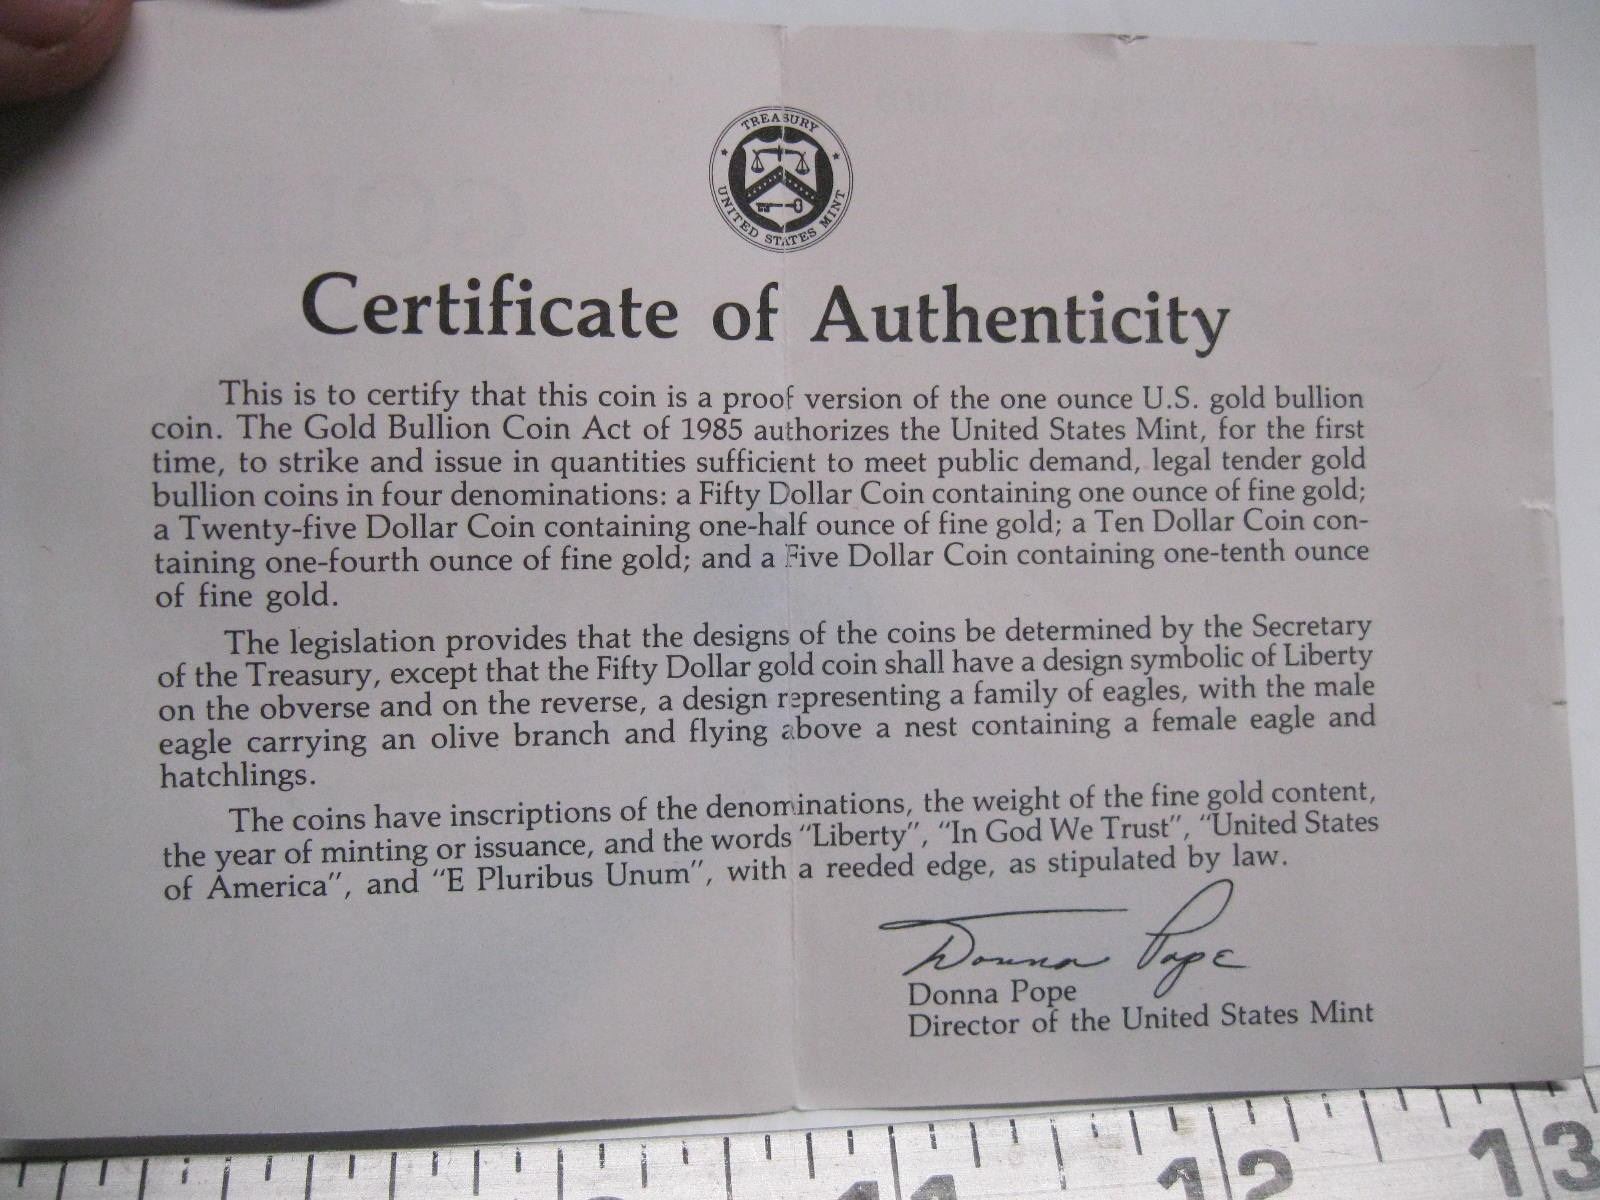 TREASURY
UNITED STATES MINT
Certificate of Authenticity
This is to certify that this coin is a proof version of the one ounce U.S. gold bullion
coin. The Gold Bullion Coin Act of 1985 authorizes the United States Mint, for the first
time, to strike and issue in quantities sufficient to meet public demand, legal tender gold
bullion coins in four denominations: a Fifty Dollar Coin containing one ounce of fine gold;
a Twenty-five Dollar Coin containing one-half ounce of fine gold; a Ten Dollar Coin con-
taining one-fourth ounce of fine gold; and a Five Dollar Coin containing one-tenth ounce
of fine gold.
The legislation provides that the designs of the coins be determined by the Secretary
of the Treasury, except that the Fifty Dollar gold coin shall have a design symbolic of Liberty
on the obverse and on the reverse, a design representing a family of eagles, with the male
eagle carrying an olive branch and flying above a nest containing a female eagle and
hatchlings.
The coins have inscriptions of the denominations, the weight of the fine gold content,
the year of minting or issuance, and the words "Liberty", "In God We Trust", "United States
of America", and "E Pluribus Unum", with a reeded edge, as stipulated by law.
Donna Pope
Donna Pope
Director of the United States Mint
11 12 13